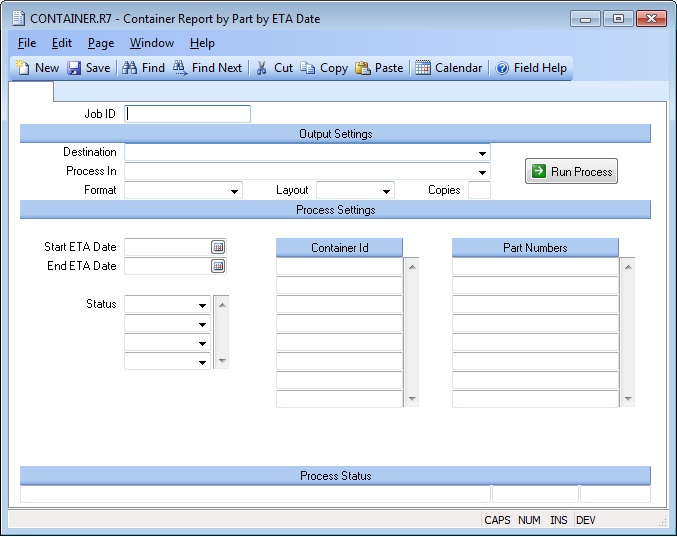 CONTAINER.R7 - Container Report by Part by ETA Date
File Edit Page Window Help
New Save Find Find Next Cut Copy Paste Calendar Field Help
Job ID
Output Settings
Destination
Process In
Run Process
Format Layout Copies
Process Settings
Start ETA Date Container Id Part Numbers
End ETA Date
Status
Process Status
CAPS NUM INS DEV